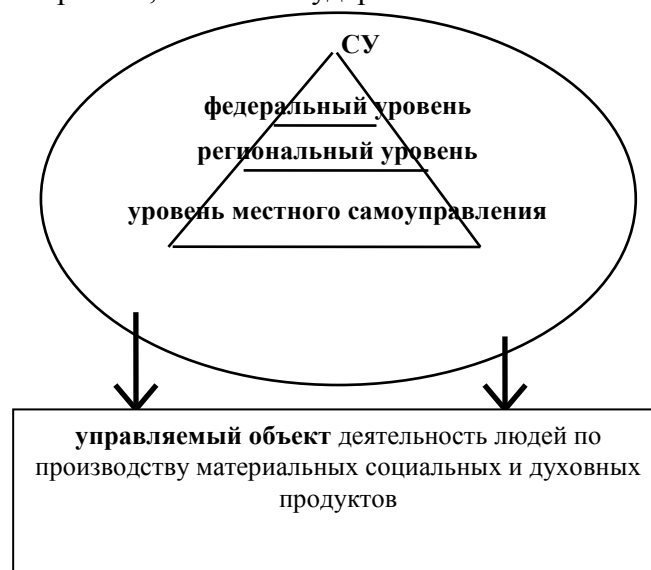 СУ
федеральный уровень
региональный уровень
уровень местного самоуправления
управляемый объект деятельность людей по
производству материальных социальных и духовных
продуктов